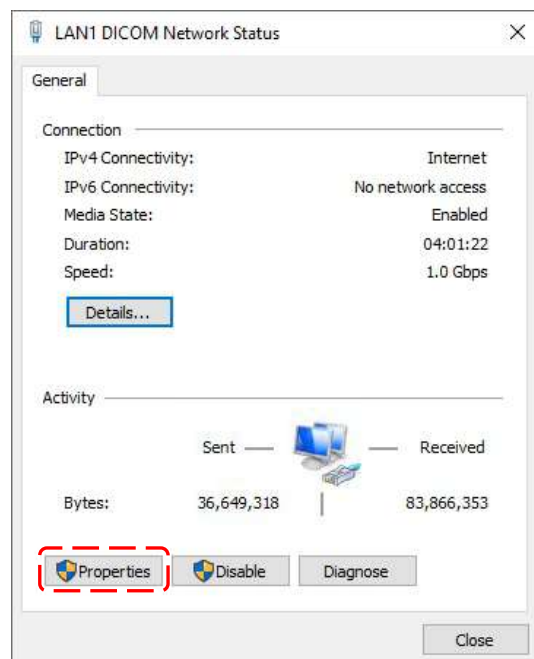 LAN1 DICOM Network Status
General
Connection
IPv4 Connectivity: Internet
IPv6 Connectivity: No network access
Media State: Enabled
Duration: 04:01:22
Speed: 1.0 Gbps
Details...
Activity
Sent Received
Bytes: 36,649,318 83,866,353
Properties Disable Diagnose
Close